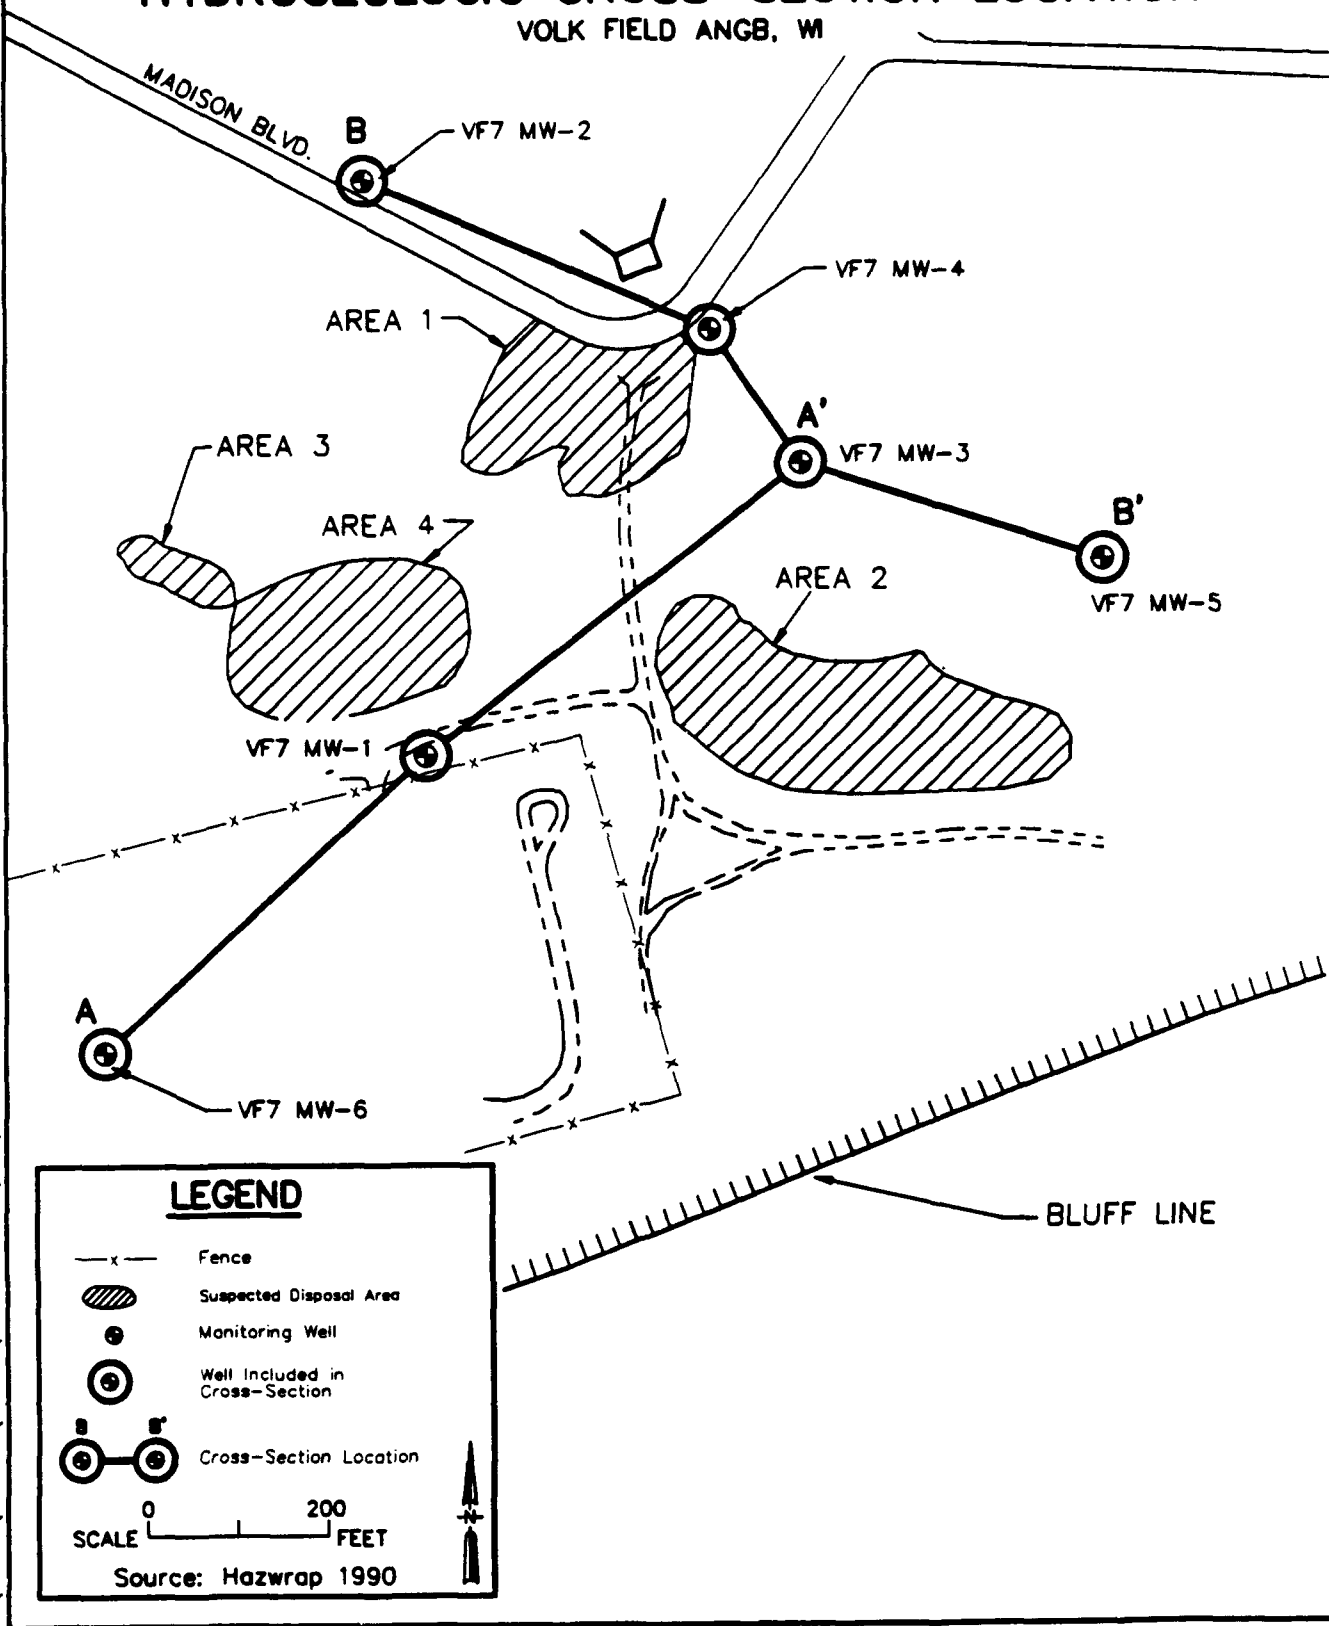 VOLK FIELD ANGB, WI
MADISON BLVD.
B
VF7 MW-2
VF7 MW-4
AREA 1
A'
VF7 MW-3
AREA 3
B'
AREA 4
AREA 2
VF7 MW-5
VF7 MW-1
A
VF7 MW-6
BLUFF LINE
LEGEND
x Fence
Suspected Disposal Area
Monitoring Well
Well Included in
Cross-Section
B B'
Cross-Section Location
0 200
SCALE FEET
N
Source: Hazwrap 1990